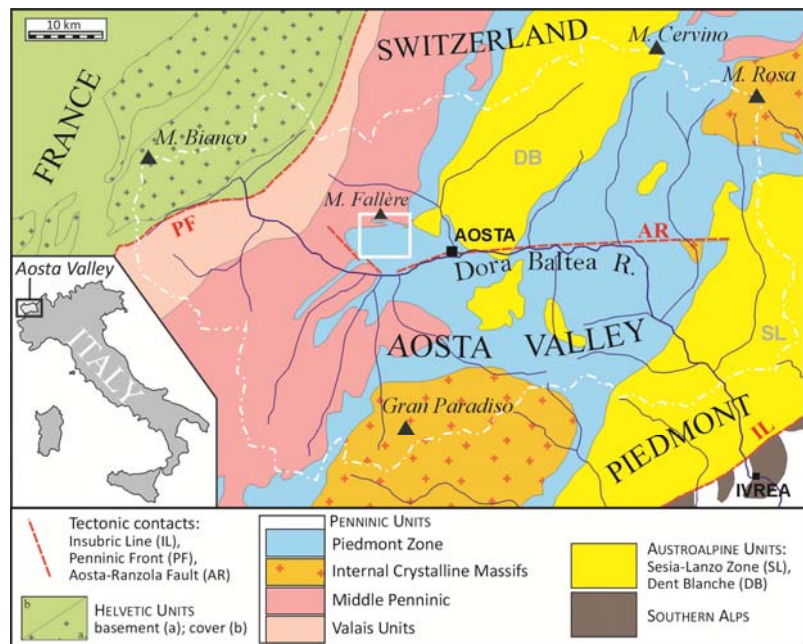 10 km
SWITZERLAND
M. Cervino
M. Rosa
FRANCE
M. Bianco
DB
M. Fallère
PF
AOSTA
AR
Dora Baltea R.
Aosta Valley
ITALY
AOSTA VALLEY
SL
Gran Paradiso
PIEDMONT
IL
IVREA
Tectonic contacts:
Insubric Line (IL),
Penninic Front (PF),
Aosta-Ranzola Fault (AR)
b
a
HELVETIC UNITS
basement (a); cover (b)
PENNINIC UNITS
Piedmont Zone
Internal Crystalline Massifs
Middle Penninic
Valais Units
AUSTROALPINE UNITS:
Sesia-Lanzo Zone (SL),
Dent Blanche (DB)
SOUTHERN ALPS